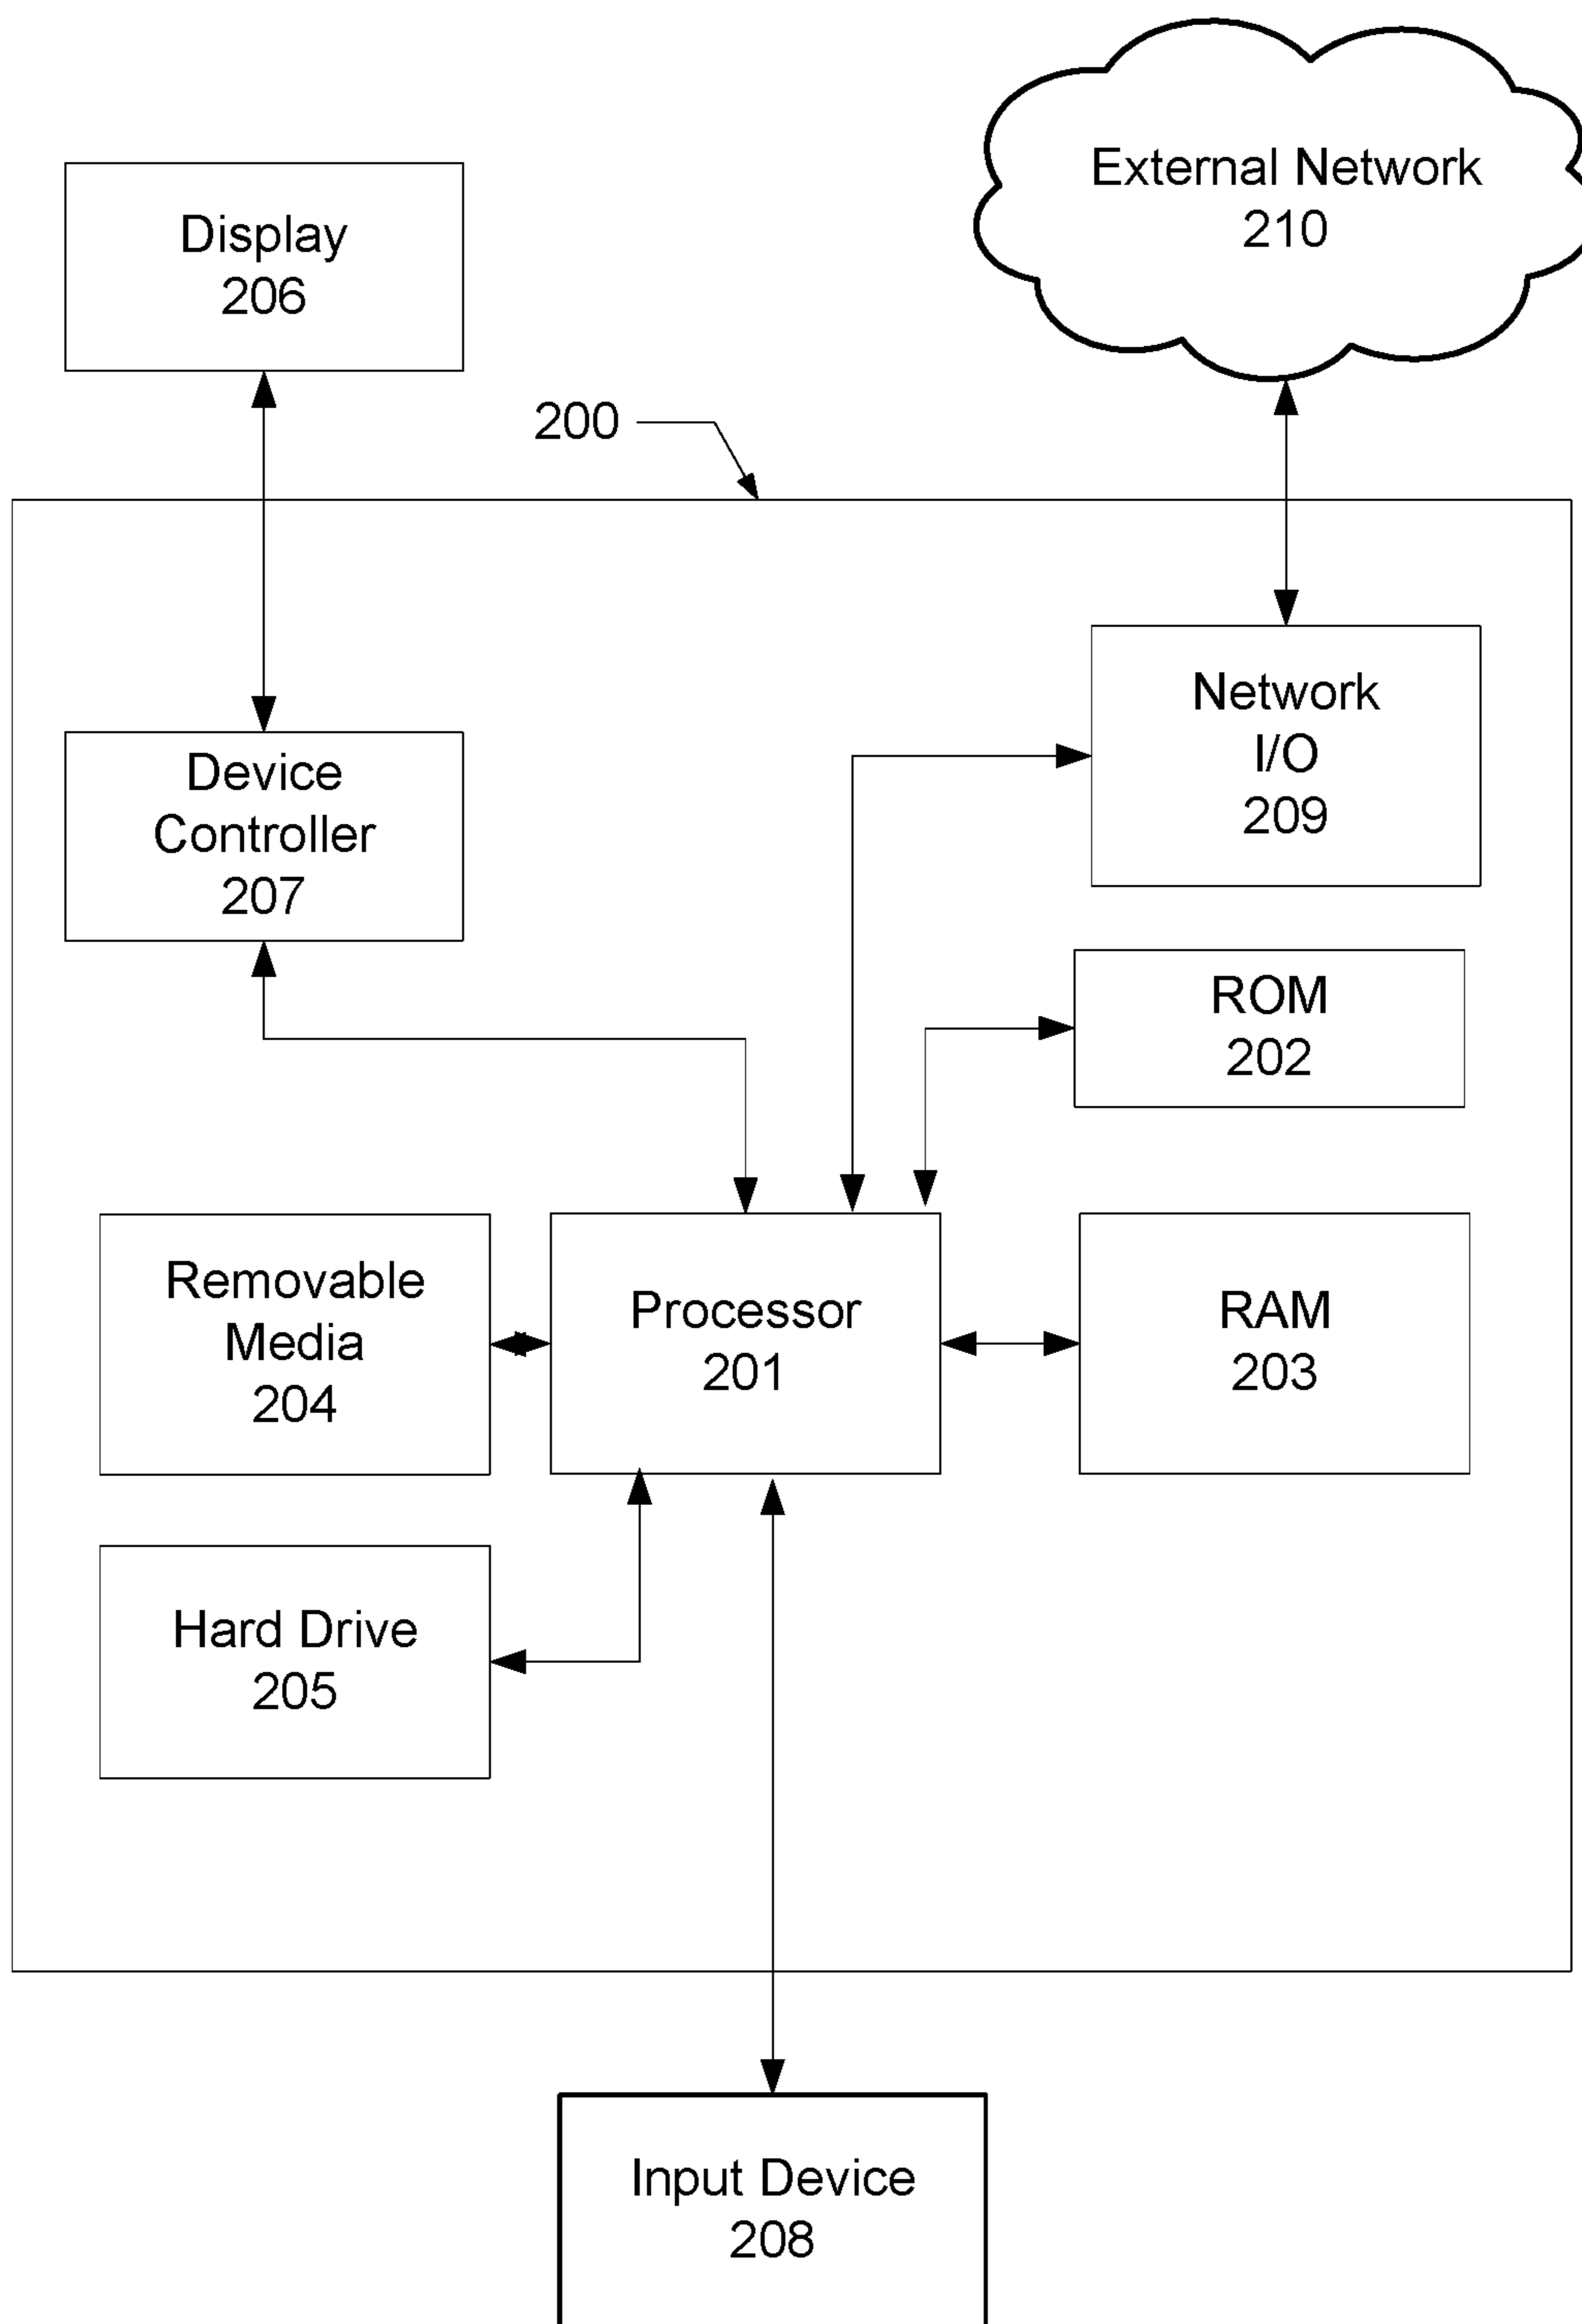 External Network
210
Display
206
200
Network
I/O
209
Device
Controller
207
ROM
202
Removable
Media
204
Processor
201
RAM
203
Hard Drive
205
Input Device
208